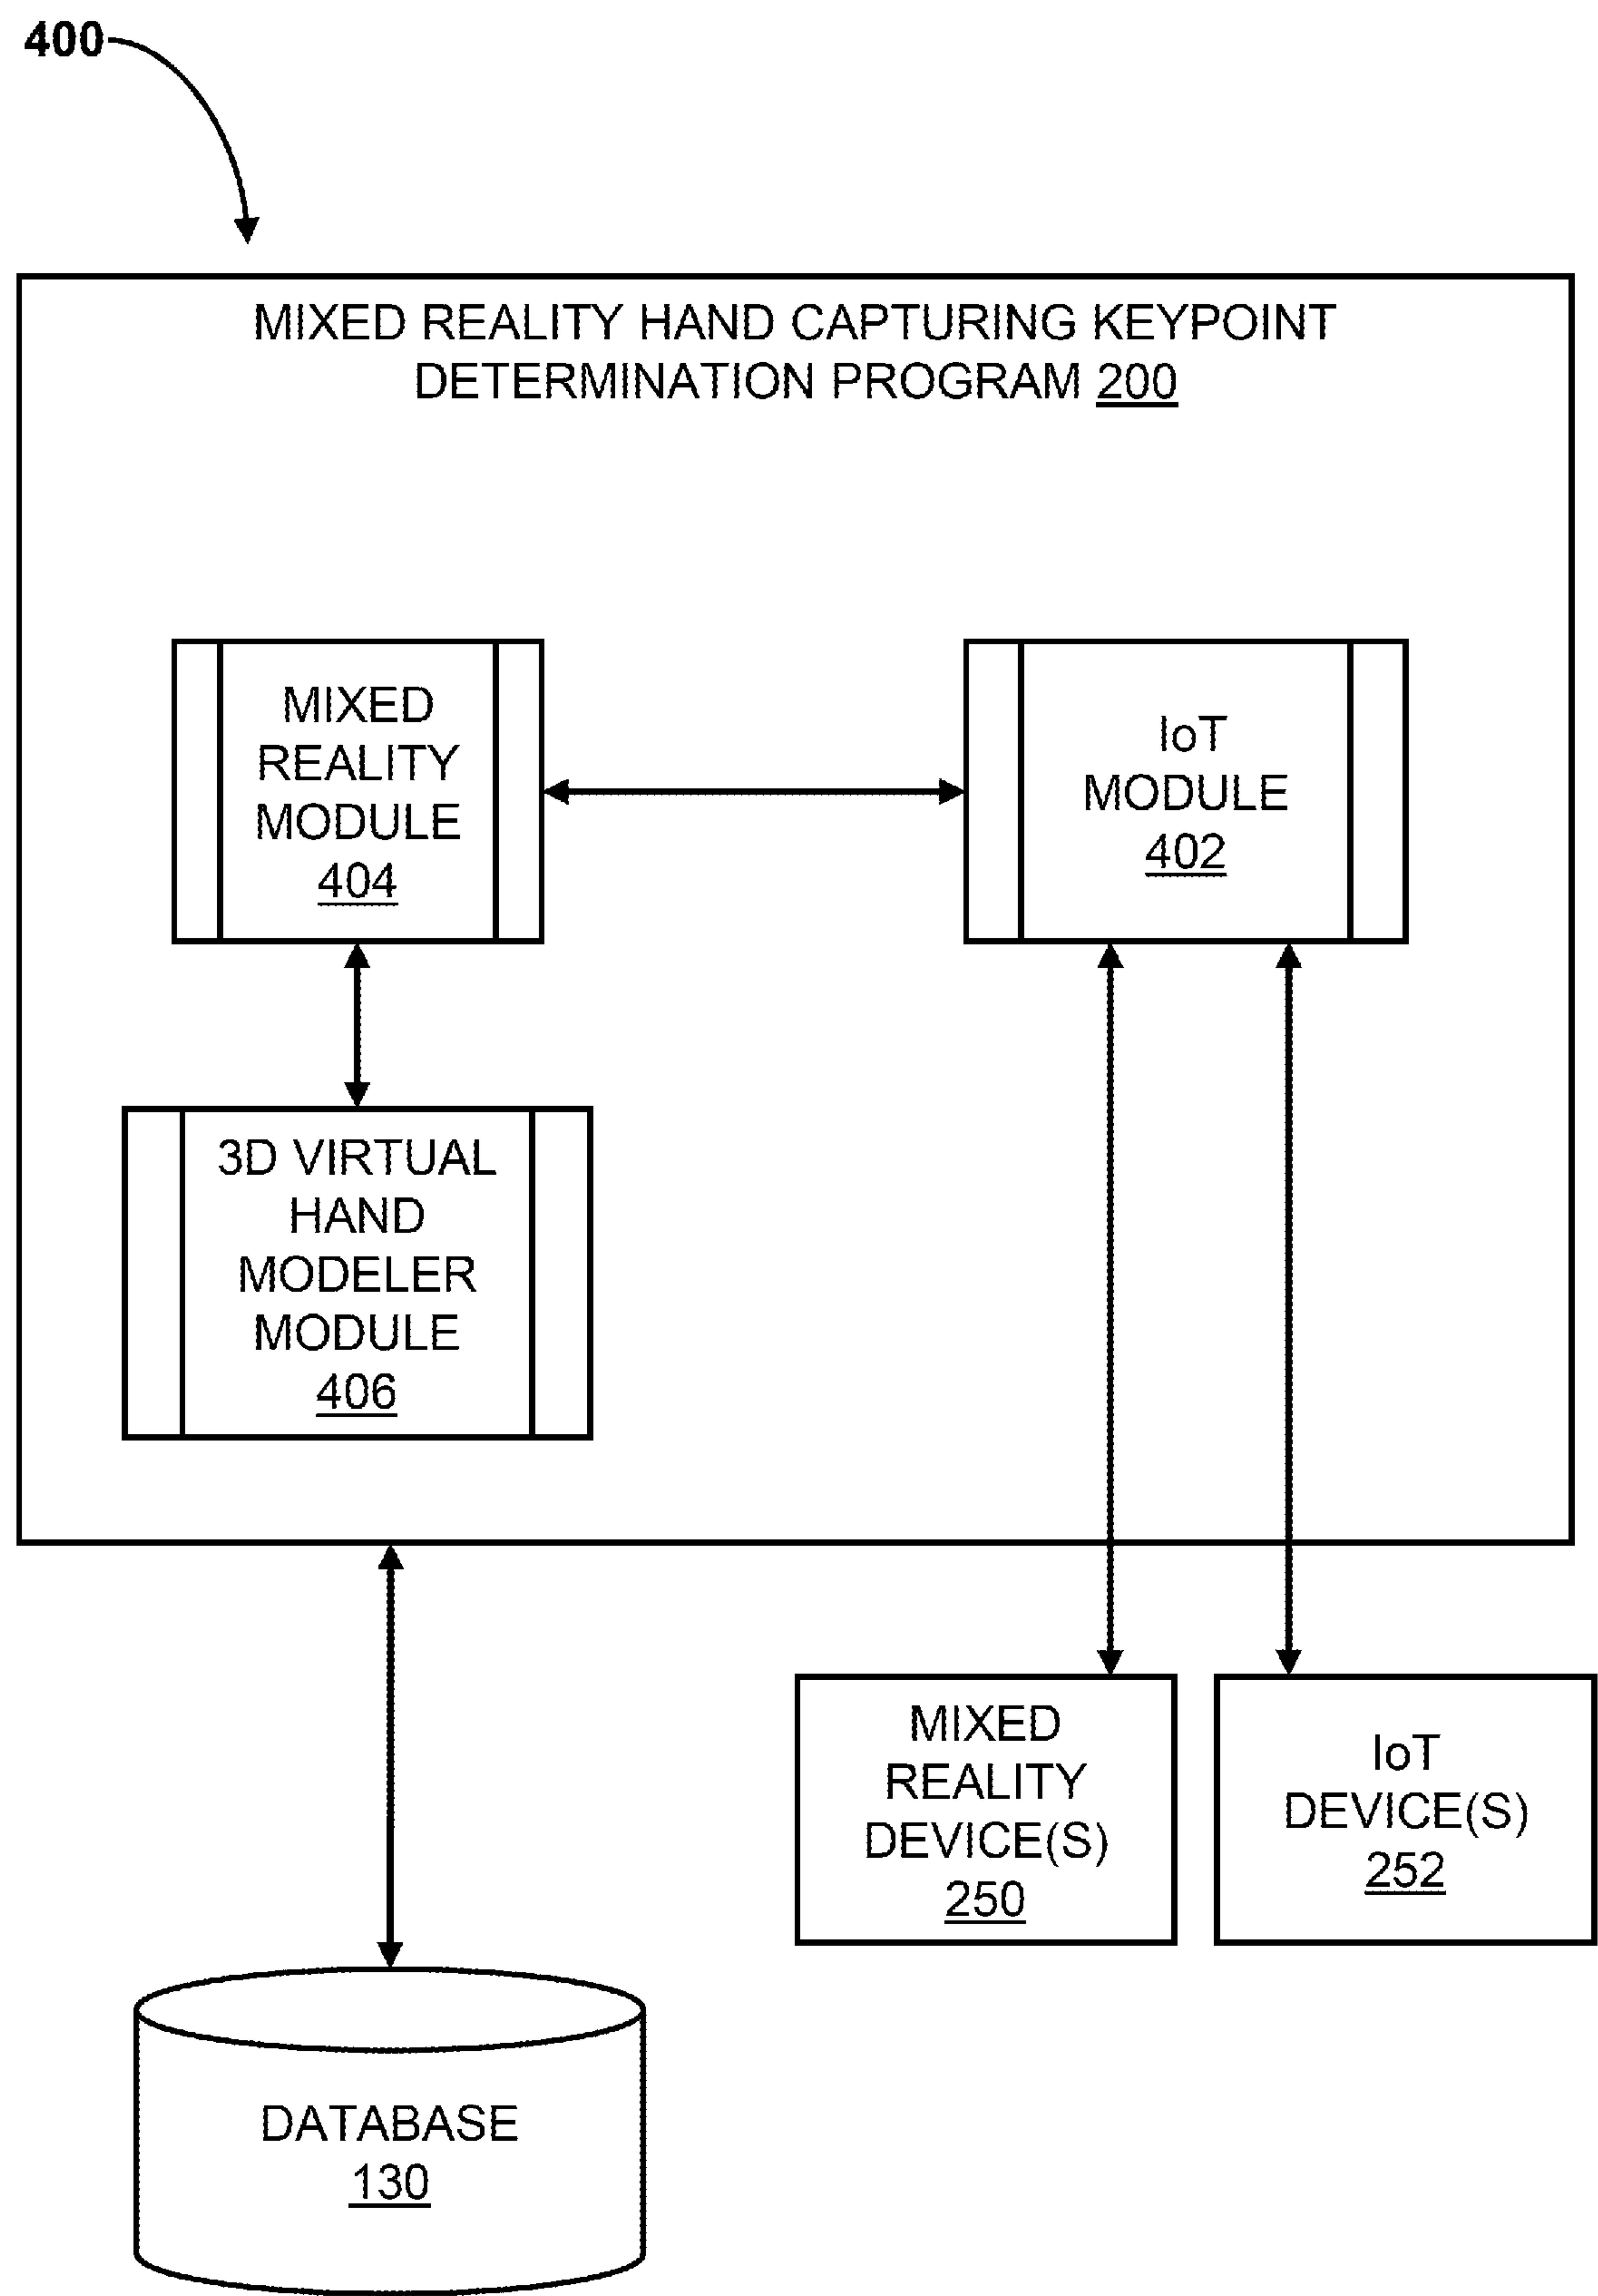 400
MIXED REALITY HAND CAPTURING KEYPOINT
DETERMINATION PROGRAM 200
MIXED
REALITY
MODULE
404
IoT
MODULE
402
3D VIRTUAL
HAND
MODELER
MODULE
406
MIXED
REALITY
DEVICE(S)
250
IoT
DEVICE(S)
252
DATABASE
130